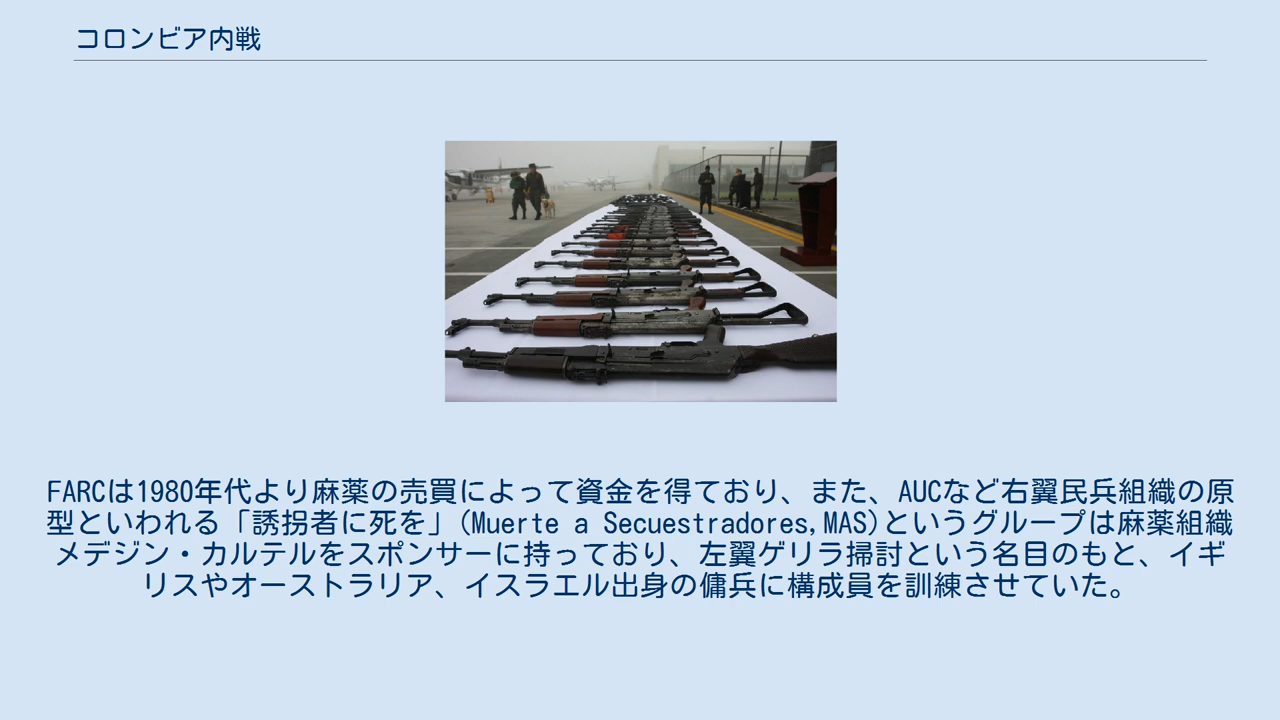 コロンビア内戦
FARCは1980年代より麻薬の売買によって資金を得ており、また、AUCなど右翼民兵組織の原
型といわれる「誘拐者に死を」(Muerte a Secuestradores,MAS)というグループは麻薬組織
メデジン・カルテルをスポンサーに持っており、左翼ゲリラ掃討という名目のもと、イギ
リスやオーストラリア、イスラエル出身の傭兵に構成員を訓練させていた。